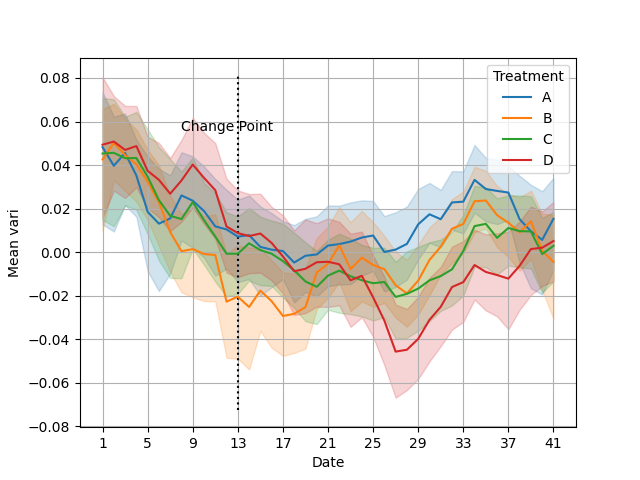 Treatment
A
B
C
D
Change Point
Mean vari
0.08
0.06
0.04
0.02
0.00
−0.02
−0.04
−0.06
−0.08
1 5 9 13 17 21 25 29 33 37 41
Date